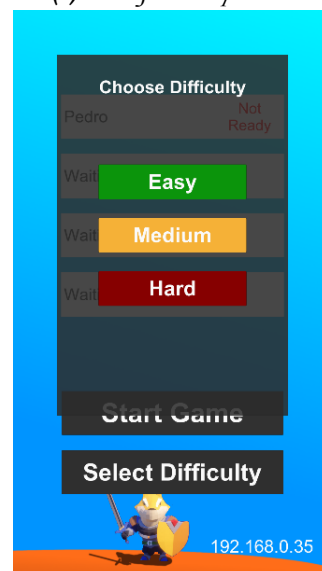 Choose Difficulty
Pedro
Not
Ready
Wait
Easy
Wait
Medium
Wait
Hard
Start Game
Select Difficulty
192.168.0.35